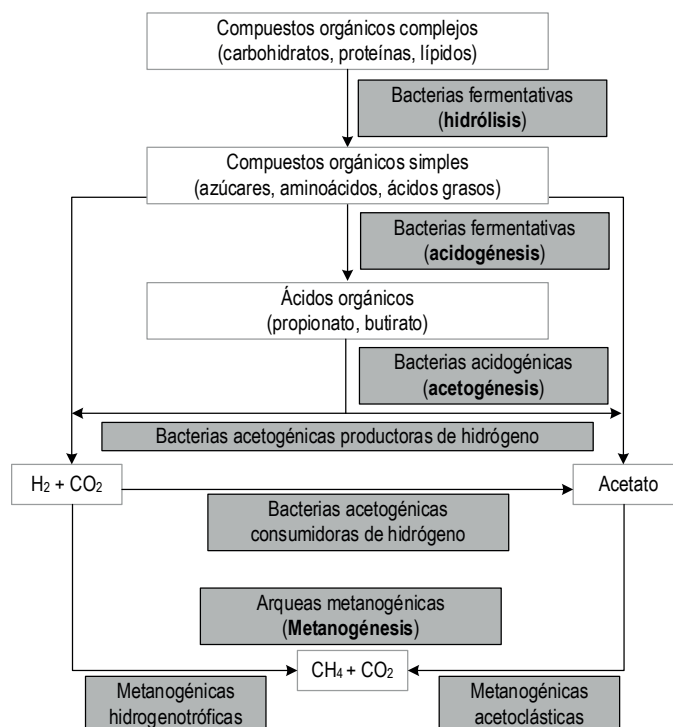 Compuestos orgánicos complejos
(carbohidratos, proteínas, lípidos)
Bacterias fermentativas
(hidrólisis)
Compuestos orgánicos simples
(azúcares, aminoácidos, ácidos grasos)
Bacterias fermentativas
(acidogénesis)
Ácidos orgánicos
(propionato, butirato)
Bacterias acidogénicas
(acetogénesis)
Bacterias acetogénicas productoras de hidrógeno
H₂ + CO₂
Acetato
Bacterias acetogénicas
consumidoras de hidrógeno
Arqueas metanogénicas
(Metanogénesis)
CH₄ + CO₂
Metanogénicas
hidrogenotróficas
Metanogénicas
acetoclásticas